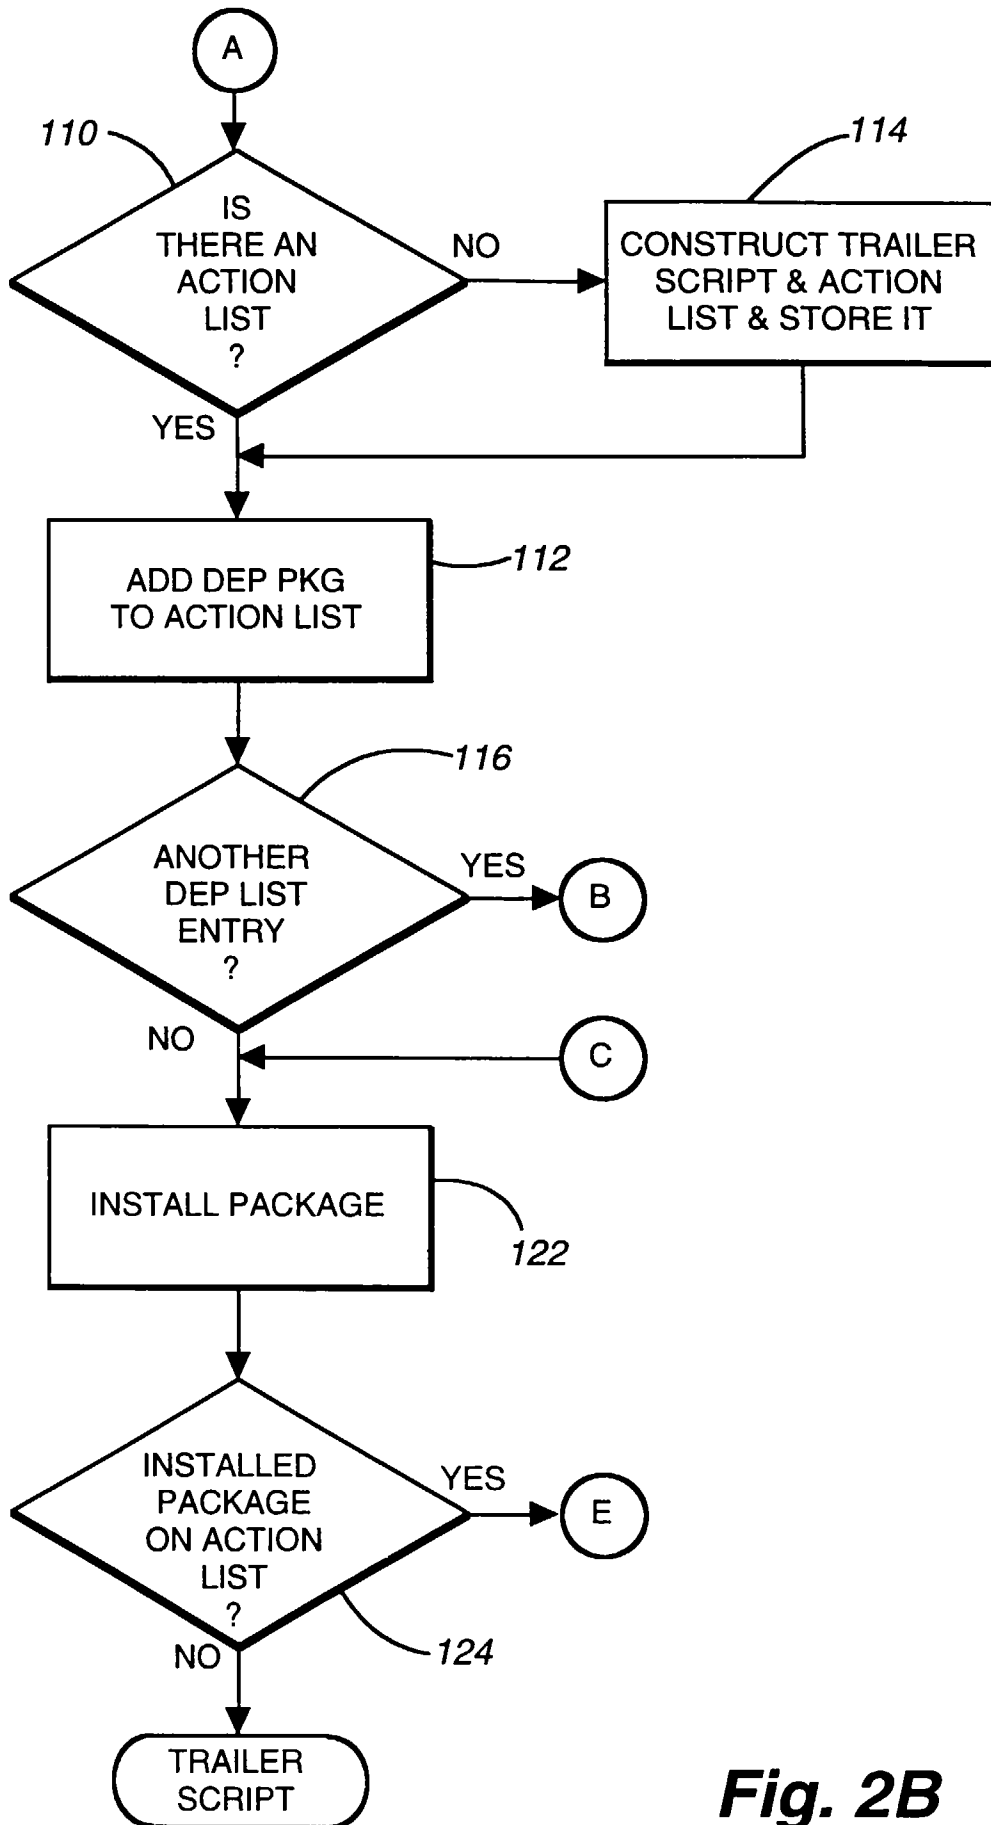 A
110
IS
THERE AN
ACTION
LIST
?
NO
114
CONSTRUCT TRAILER
SCRIPT & ACTION
LIST & STORE IT
YES
ADD DEP PKG
TO ACTION LIST
112
116
ANOTHER
DEP LIST
ENTRY
?
YES
B
NO
C
INSTALL PACKAGE
122
INSTALLED
PACKAGE
ON ACTION
LIST
?
YES
E
124
NO
TRAILER
SCRIPT
Fig. 2B